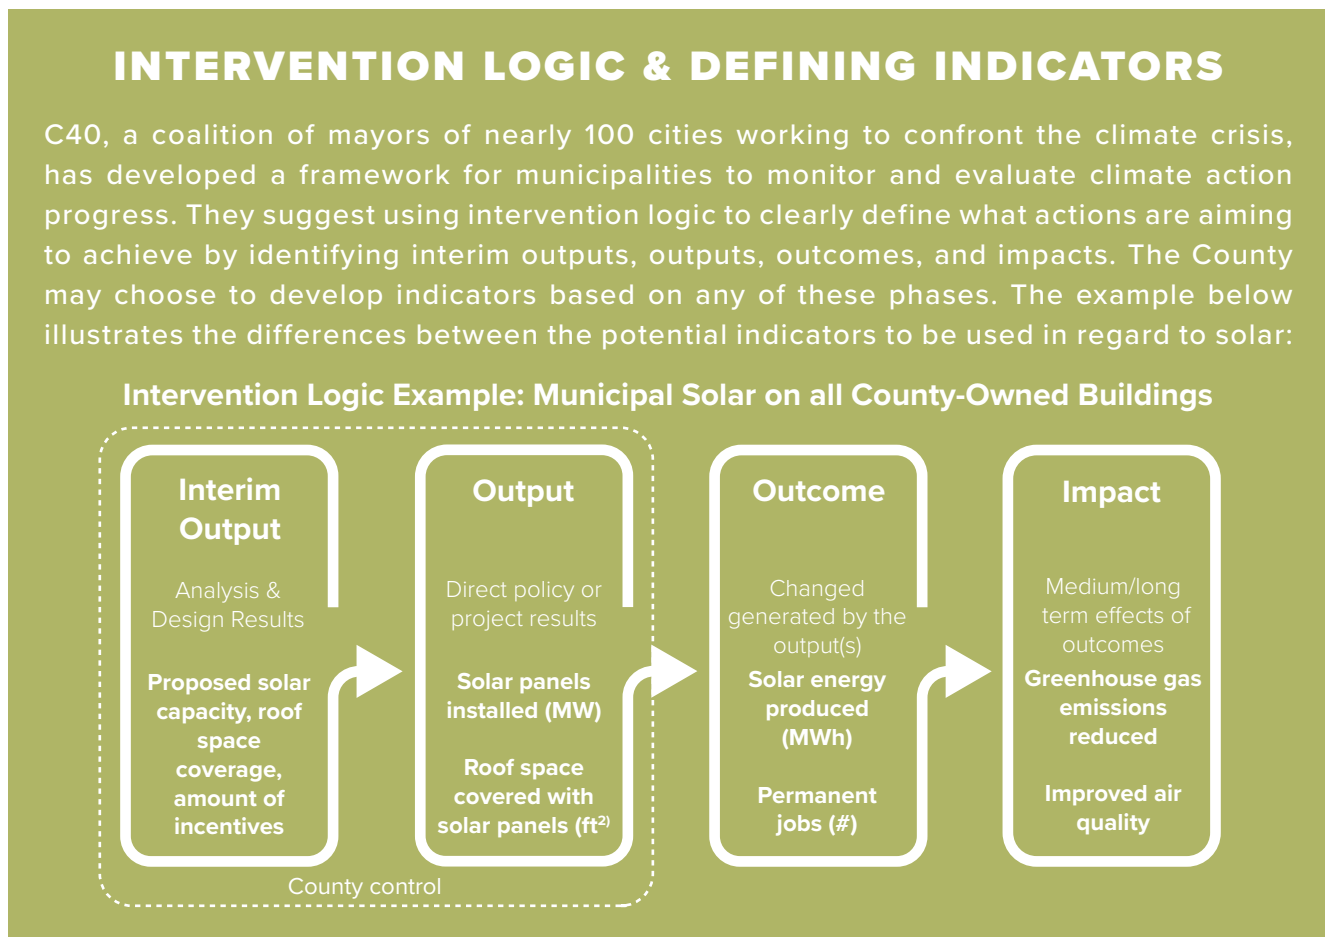 INTERVENTION LOGIC & DEFINING INDICATORS
C40, a coalition of mayors of nearly 100 cities working to confront the climate crisis,
has developed a framework for municipalities to monitor and evaluate climate action
progress. They suggest using intervention logic to clearly define what actions are aiming
to achieve by identifying interim outputs, outputs, outcomes, and impacts. The County
may choose to develop indicators based on any of these phases. The example below
illustrates the differences between the potential indicators to be used in regard to solar:
Intervention Logic Example: Municipal Solar on all County-Owned Buildings
Interim
Output
Analysis &
Design Results
Proposed solar
capacity, roof
space
coverage,
amount of
incentives
Output
Direct policy or
project results
Solar panels
installed (MW)
Roof space
covered with
solar panels (ft²⁾
Outcome
Changed
generated by the
output(s)
Solar energy
produced
(MWh)
Permanent
jobs (#)
Impact
Medium/long
term effects of
outcomes
Greenhouse gas
emissions
reduced
Improved air
quality
County control